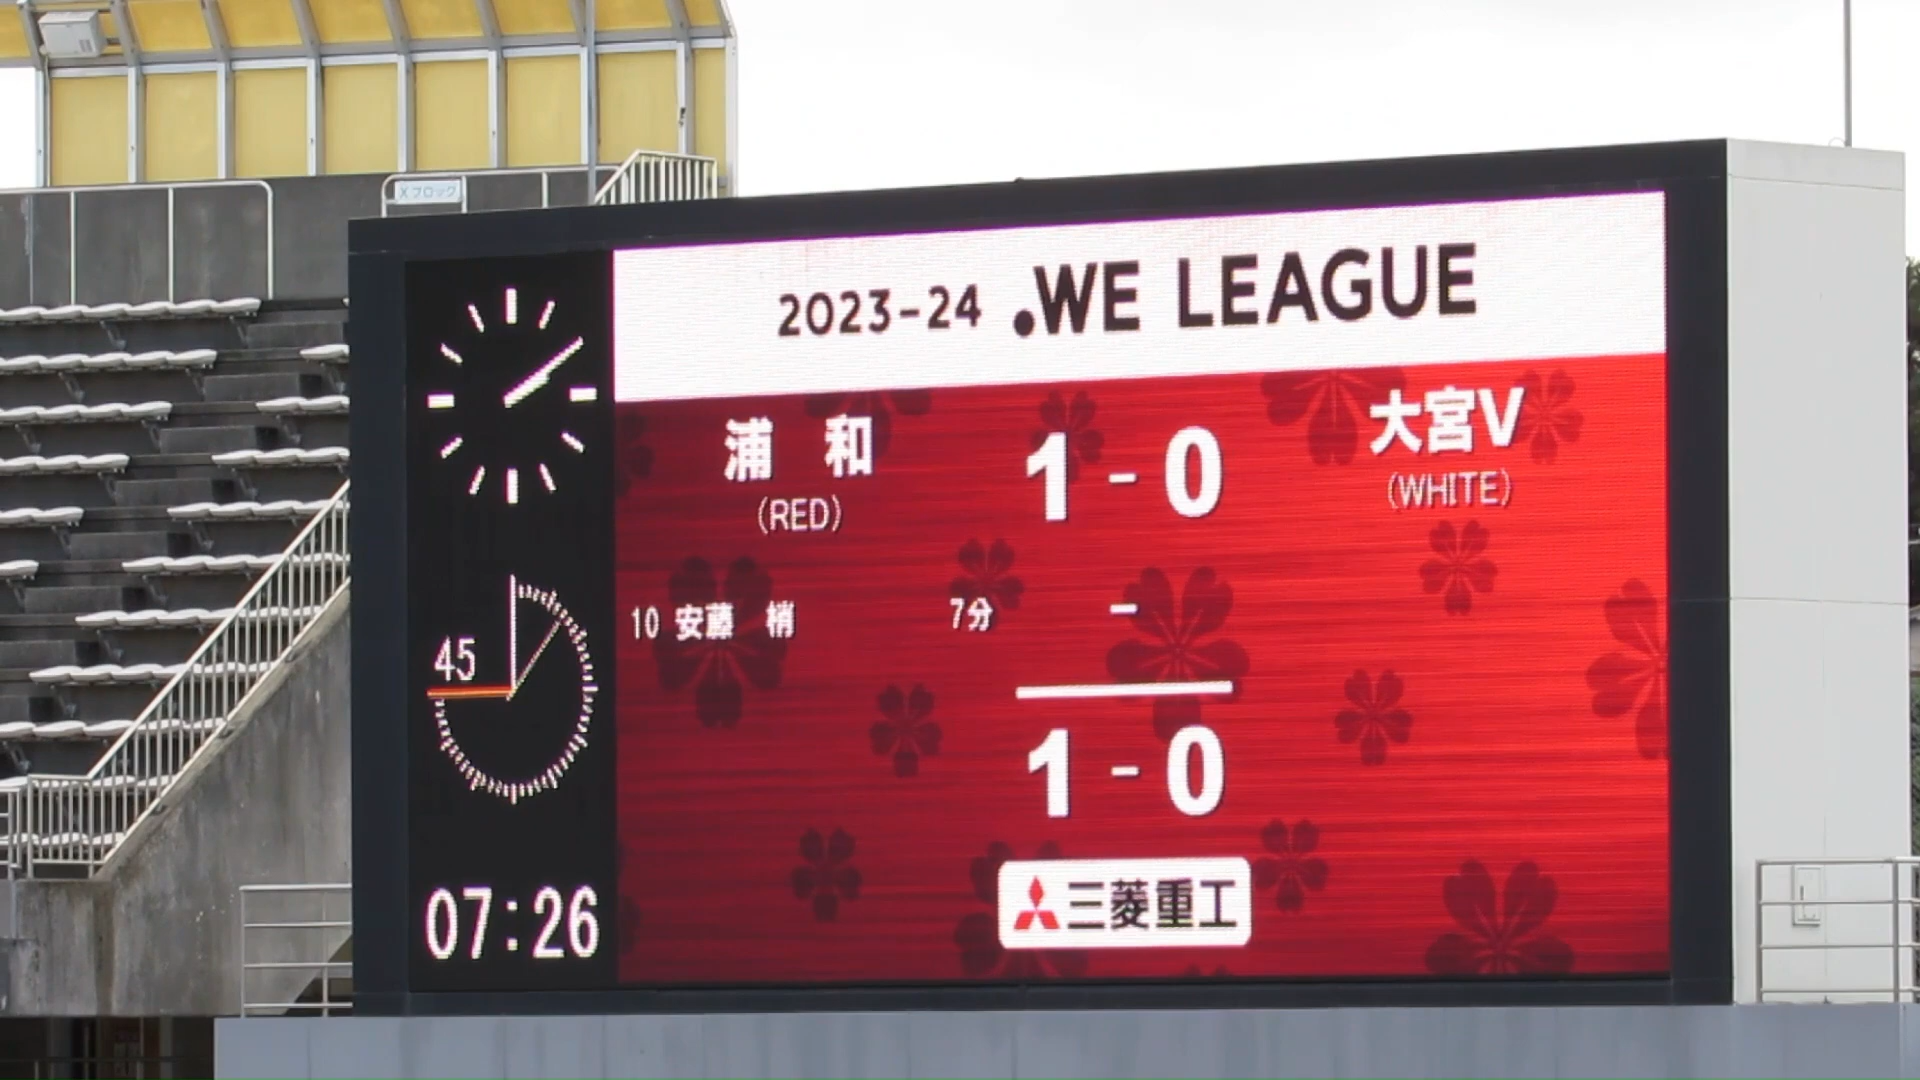 Xブロック
2023-24 .WE LEAGUE
浦 和 1 - 0 大宮V
(RED) (WHITE)
10 安藤 梢 7分 -
45
1 - 0
三菱重工
07:26